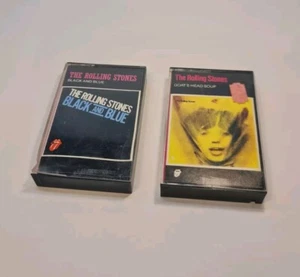 THE ROLLING STONES
BLACK AND BLUE
THE ROLLING STONES
BLACK AND BLUE
The Rolling Stones
GOAT'S HEAD SOUP